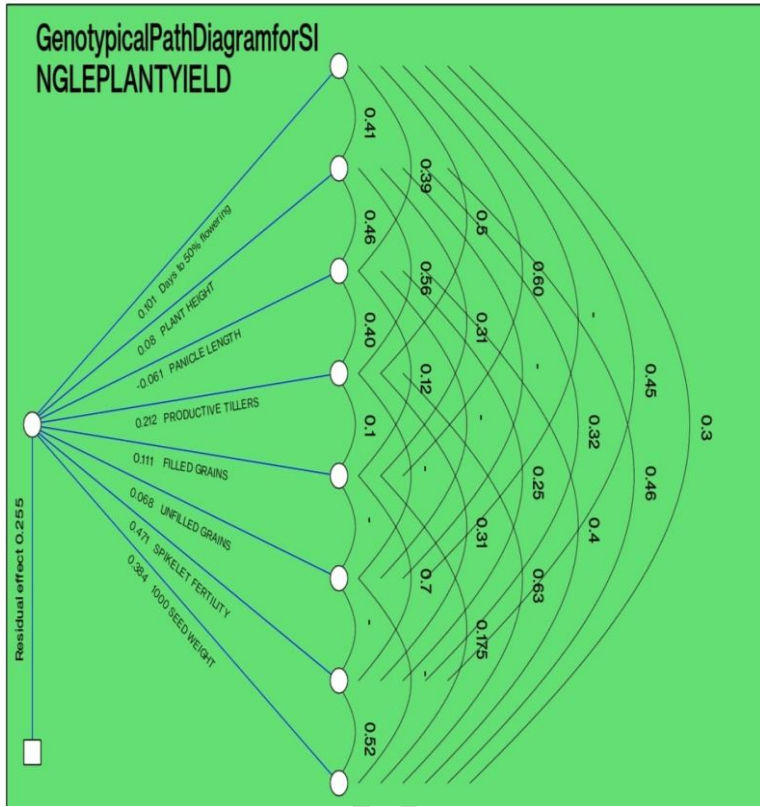 GenotypicalPathDiagramforSI
NGLEPLANTYIELD
0.101 Days to 50% flowering
0.08 PLANT HEIGHT
-0.061 PANICLE LENGTH
0.212 PRODUCTIVE TILLERS
0.111 FILLED GRAINS
0.068 UNFILLED GRAINS
0.471 SPIKELET FERTILITY
0.384 1000 SEED WEIGHT
Residual effect 0.255
0.41
0.46
0.40
0.1
-
-
0.52
0.39
0.56
0.12
-
0.7
-
0.5
0.31
-
0.31
0.175
0.60
-
0.25
0.63
-
0.32
0.4
0.45
0.46
0.3